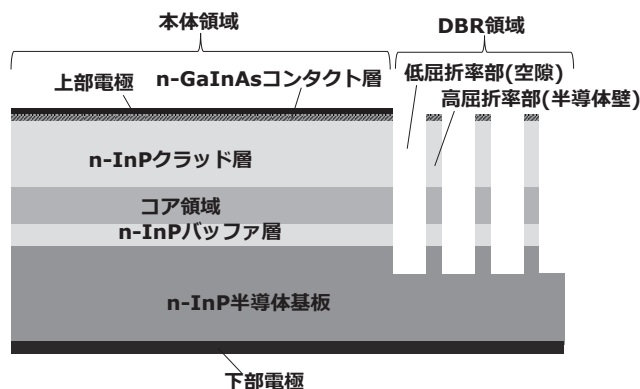 本体領域
DBR領域
上部電極
n-GaInAsコンタクト層
低屈折率部(空隙)
高屈折率部(半導体壁)
n-InPクラッド層
コア領域
n-InPバッファ層
n-InP半導体基板
下部電極